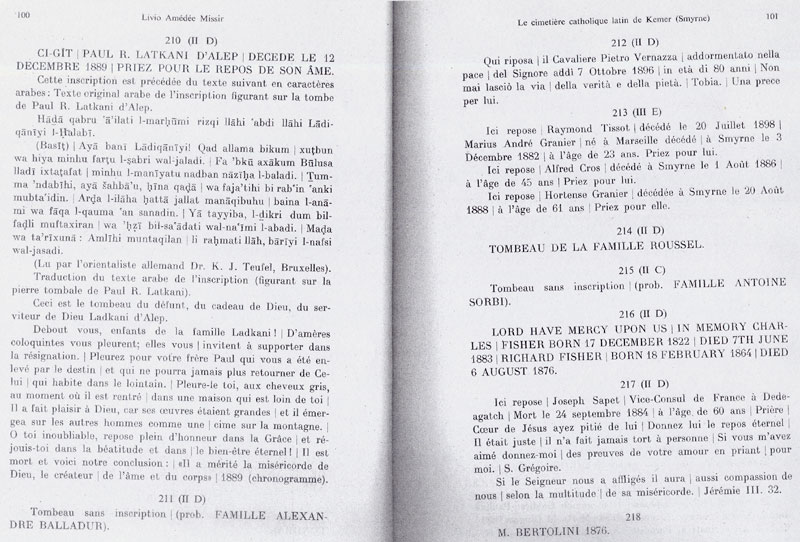 100
Livio Amédée Missir
210 (II D)
CI-GÎT | PAUL R. LATKANI D'ALEP | DECEDE LE 12
DECEMBRE 1889 | PRIEZ POUR LE REPOS DE SON ÂME.
Cette inscription est précédée du texte suivant en caractères
arabes: Texte original arabe de l'inscription figurant sur la tombe
de Paul R. Latkani d'Alep.
Hāḏā qabru 'ā'ilati l-marḥāmi rizqi llāhi 'abdi llāhi Lādi-
qāniyi l-Ḥalabī.
(Basīṭ) | Ayā bani Lādiqānīyi! Qad allama bikum | xuṭbun
wa hiya minhu farṭu l-ṣabri wal-jaladi. | Fa 'bkū axākum Būlusa
lladī ixtaṭafat | minhu l-manīyatu nadban nāzīḥa l-baladi. | Ṯum-
ma 'ndabīhi, ayā šahbā'u, ḥīna qaḍā | wa faja'tihi bi rab'in 'anki
mubta'idin. | Arḍa l-ilāha ḥattā jallat manāqibuhu | baina l-anā-
mi wa fāqa l-qauma 'an sanadin. | Yā tayyiba, l-dikri dum bil-
faḍli muftaxiran | wa 'ḥẓī bil-sa'ādati wal-na'īmi l-abadi. | Maḍa
wa ta'rīxunā: Amlīhi muntaqilan | li raḥmati llāh, bāriyi l-nafsi
wal-jasadi.
(Lu par l'orientaliste allemand Dr. K. J. Teufel, Bruxelles).
Traduction du texte arabe de l'inscription (figurant sur la
pierre tombale de Paul R. Latkani).
Ceci est le tombeau du défunt, du cadeau de Dieu, du ser-
viteur de Dieu Ladkani d'Alep.
Debout vous, enfants de la famille Ladkani! | D'amères
coloquintes vous pleurent; elles vous | invitent à supporter dans
la résignation. | Pleurez pour votre frère Paul qui vous a été en-
levé par le destin | et qui ne pourra jamais plus retourner de Ce-
lui | qui habite dans le lointain. | Pleure-le toi, aux cheveux gris,
au moment où il est rentré | dans une maison qui est loin de toi |
Il a fait plaisir à Dieu, car ses œuvres étaient grandes | et il émer-
gea sur les autres hommes comme une | cime sur la montagne. |
O toi inoubliable, repose plein d'honneur dans la Grâce | et ré-
jouis-toi dans la béatitude et dans | le bien-être éternel! | Il est
mort et voici notre conclusion: | «Il a mérité la miséricorde de
Dieu, le créateur | de l'âme et du corps» | 1889 (chronogramme).
211 (II D)
Tombeau sans inscription | (prob. FAMILLE ALEXAN-
DRE BALLADUR).
Le cimetière catholique latin de Kemer (Smyrne)
101
212 (II D)
Qui riposa | il Cavaliere Pietro Vernazza | addormentato nella
pace | del Signore addì 7 Ottobre 1896 | in età di 80 anni | Non
mai lasciò la via | della verità e della pietà. | Tobia. | Una prece
per lui.
213 (III E)
Ici repose | Raymond Tissot | décédé le 20 Juillet 1898 |
Marius André Granier | né à Marseille décédé | à Smyrne le 3
Décembre 1882 | à l'âge de 23 ans. Priez pour lui.
Ici repose | Alfred Cros | décédé à Smyrne le 1 Août 1886 |
à l'âge de 45 ans | Priez pour lui.
Ici repose | Hortense Granier | décédée à Smyrne le 20 Août
1888 | à l'âge de 61 ans | Priez pour elle.
214 (II D)
TOMBEAU DE LA FAMILLE ROUSSEL.
215 (II C)
Tombeau sans inscription | (prob. FAMILLE ANTOINE
SORBI).
216 (II D)
LORD HAVE MERCY UPON US | IN MEMORY CHAR-
LES | FISHER BORN 17 DECEMBER 1822 | DIED 7TH JUNE
1883 | RICHARD FISHER | BORN 18 FEBRUARY 1864 | DIED
6 AUGUST 1876.
217 (II D)
Ici repose | Joseph Sapet | Vice-Consul de France à Dede-
agatch | Mort le 24 septembre 1884 | à l'âge de 60 ans | Prière |
Cœur de Jésus ayez pitié de lui | Donnez lui le repos éternel |
Il était juste | il n'a fait jamais tort à personne | Si vous m'avez
aimé donnez-moi | des preuves de votre amour en priant | pour
moi. | S. Grégoire.
Si le Seigneur nous a affligés il aura | aussi compassion de
nous | selon la multitude | de sa miséricorde. | Jérémie III. 32.
218
M. BERTOLINI 1876.